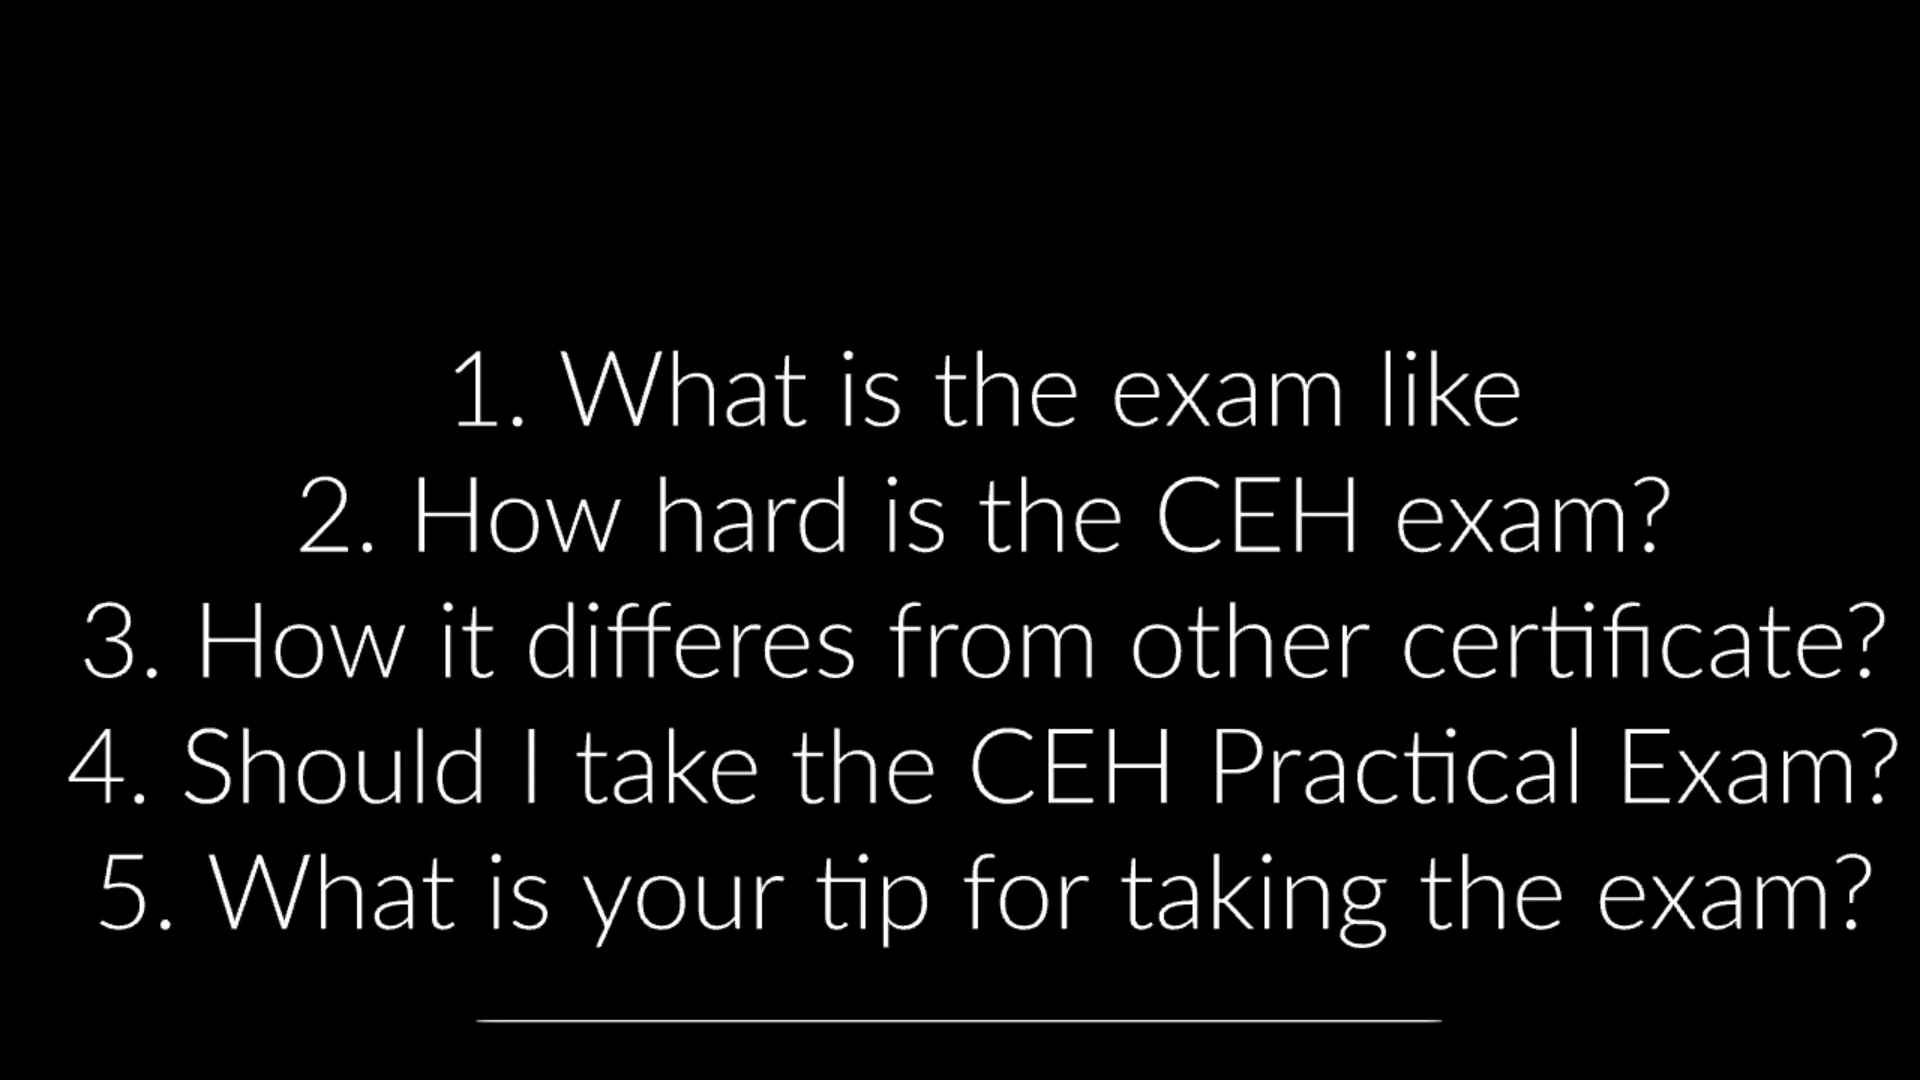 1. What is the exam like
2. How hard is the CEH exam?
3. How it differes from other certificate?
4. Should I take the CEH Practical Exam?
5. What is your tip for taking the exam?